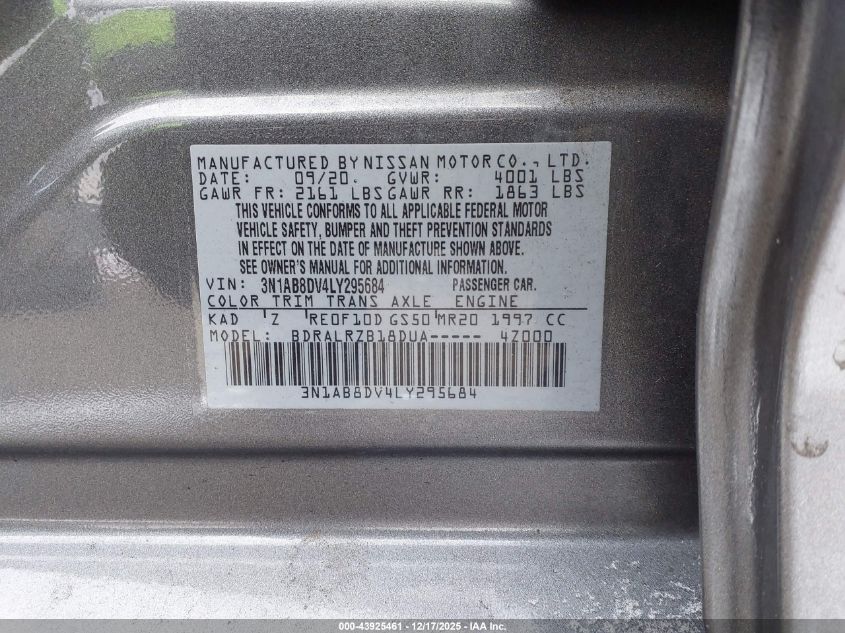 MANUFACTURED BY NISSAN MOTOR CO., LTD.
DATE: 09/20. GVWR: 4001 LBS
GAWR FR: 2161 LBS GAWR RR: 1863 LBS
THIS VEHICLE CONFORMS TO ALL APPLICABLE FEDERAL MOTOR
VEHICLE SAFETY, BUMPER AND THEFT PREVENTION STANDARDS
IN EFFECT ON THE DATE OF MANUFACTURE SHOWN ABOVE.
SEE OWNER'S MANUAL FOR ADDITIONAL INFORMATION.
VIN: 3N1AB8DV4LY295684 PASSENGER CAR.
COLOR TRIM TRANS AXLE ENGINE
KAD Z RE0F10D GS50 MR20 1997 CC
MODEL: BDRALRZB18DUA----- 4Z000
3N1AB8DV4LY295684
000-43925461 - 12/17/2025 - IAA Inc.